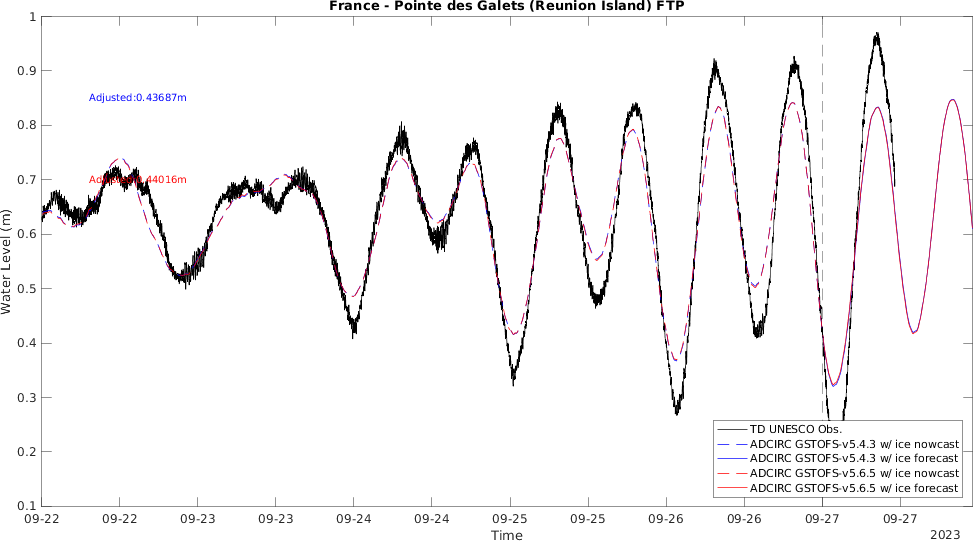 France - Pointe des Galets (Reunion Island) FTP
1
0.9
0.8
0.7
0.6
0.5
0.4
0.3
0.2
0.1
Water Level (m)
Adjusted:0.43687m
Adjusted:0.44016m
TD UNESCO Obs.
ADCIRC GSTOFS-v5.4.3 w/ ice nowcast
ADCIRC GSTOFS-v5.4.3 w/ ice forecast
ADCIRC GSTOFS-v5.6.5 w/ ice nowcast
ADCIRC GSTOFS-v5.6.5 w/ ice forecast
09-22 09-22 09-23 09-23 09-24 09-24 09-25 09-25 09-26 09-26 09-27 09-27
Time
2023